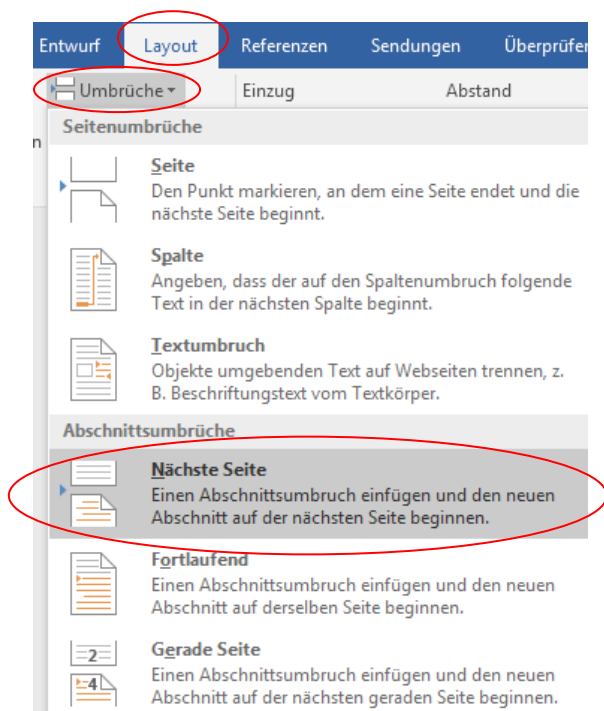 Entwurf Layout Referenzen Sendungen Überprüfen
Umbrüche Einzug Abstand
n
Seitenumbrüche
Seite
Den Punkt markieren, an dem eine Seite endet und die
nächste Seite beginnt.
Spalte
Angeben, dass der auf den Spaltenumbruch folgende
Text in der nächsten Spalte beginnt.
Textumbruch
Objekte umgebenden Text auf Webseiten trennen, z.
B. Beschriftungstext vom Textkörper.
Abschnittsumbrüche
Nächste Seite
Einen Abschnittsumbruch einfügen und den neuen
Abschnitt auf der nächsten Seite beginnen.
Fortlaufend
Einen Abschnittsumbruch einfügen und den neuen
Abschnitt auf derselben Seite beginnen.
2
4
Gerade Seite
Einen Abschnittsumbruch einfügen und den neuen
Abschnitt auf der nächsten geraden Seite beginnen.